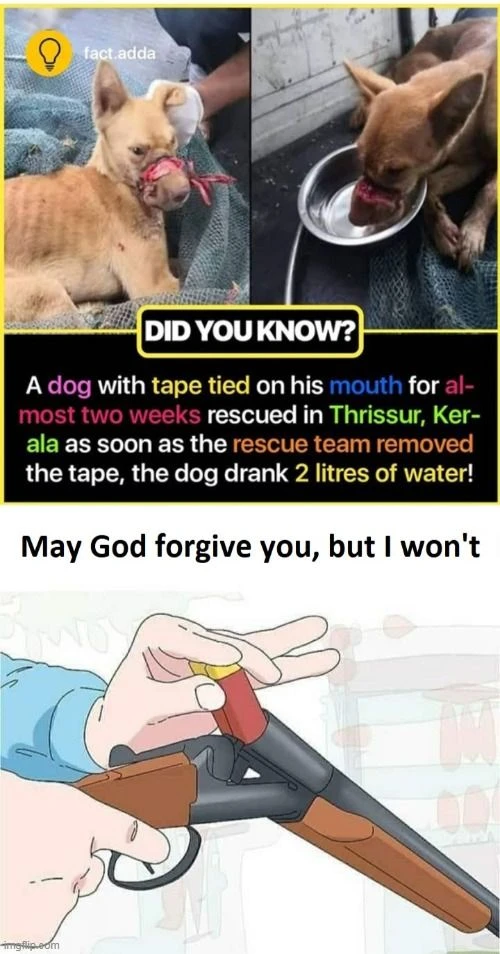 fact.adda
DID YOU KNOW?
A dog with tape tied on his mouth for al-
most two weeks rescued in Thrissur, Ker-
ala as soon as the rescue team removed
the tape, the dog drank 2 litres of water!
May God forgive you, but I won't
imgflip.com